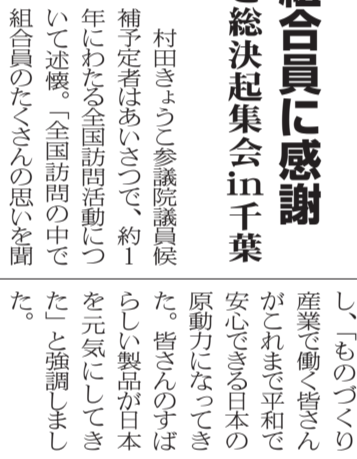 組合員に感謝
総決起集会in千葉
村田きょうこ参議院議員候
補予定者はあいさつで、約1
年にわたる全国訪問活動につ
いて述懐。「全国訪問の中で
組合員のたくさんの思いを聞
し、「ものづくり
産業で働く皆さん
がこれまで平和で
安心できる日本の
原動力になってき
た。皆さんのすば
らしい製品が日本
を元気にしてき
た」と強調しまし
た。